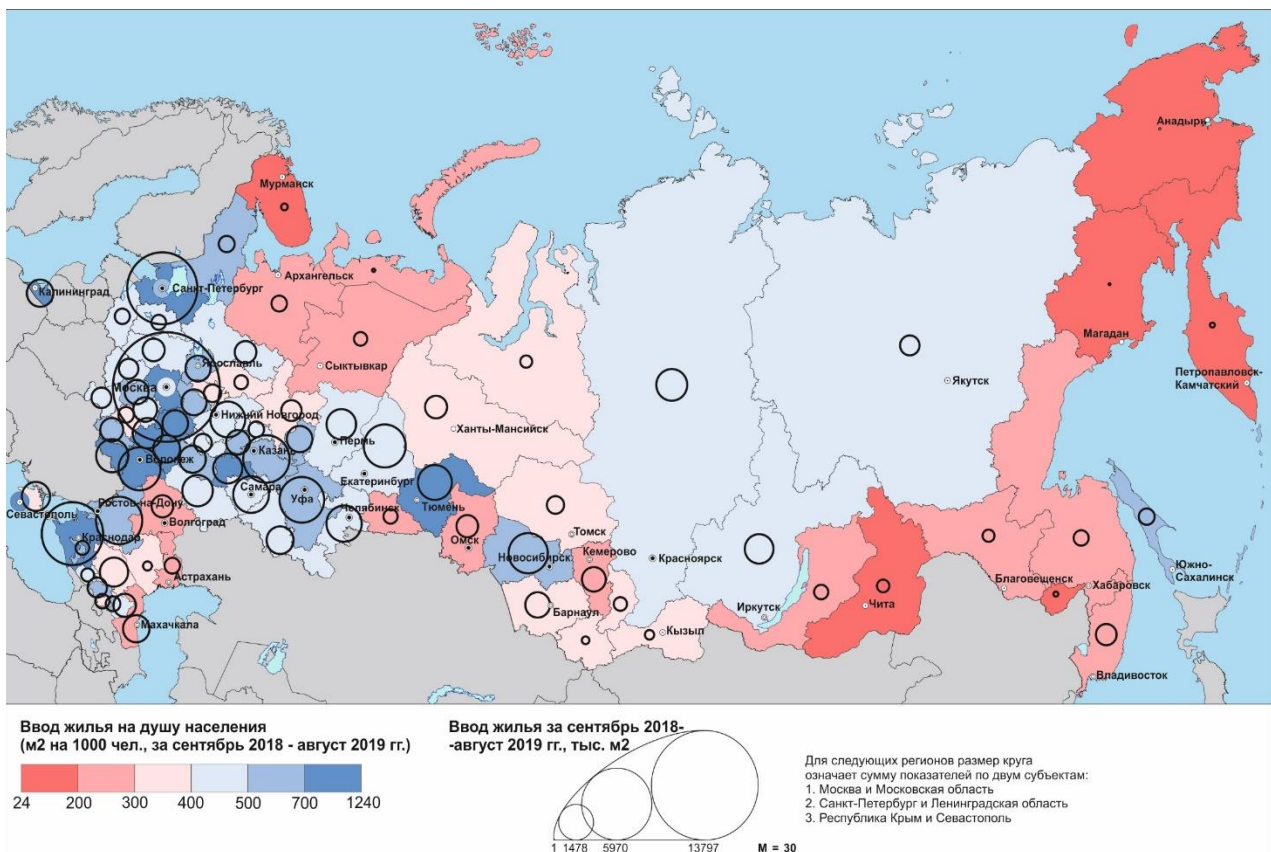 Анадырь
Мурманск
Архангельск
Калининград
Санкт-Петербург
Магадан
Ярославль
Сыктывкар
Петропавловск-
Камчатский
Якутск
Москва
Нижний Новгород
Ханты-Мансийск
Пермь
Казань
Воронеж
Екатеринбург
Самара
Уфа
Тюмень
Севастополь
Ростов-на-Дону
Челябинск
Волгоград
Омск
Томск
Краснодар
Новосибирск
Кемерово
Красноярск
Астрахань
Благовещенск
Хабаровск
Южно-
Сахалинск
Барнаул
Иркутск
Чита
Махачкала
Кызыл
Владивосток
Ввод жилья на душу населения
(м2 на 1000 чел., за сентябрь 2018 - август 2019 гг.)
24 200 300 400 500 700 1240
Ввод жилья за сентябрь 2018-
-август 2019 гг., тыс. м2
1 1478 5970 13797 М = 30
Для следующих регионов размер круга
означает сумму показателей по двум субъектам:
1. Москва и Московская область
2. Санкт-Петербург и Ленинградская область
3. Республика Крым и Севастополь